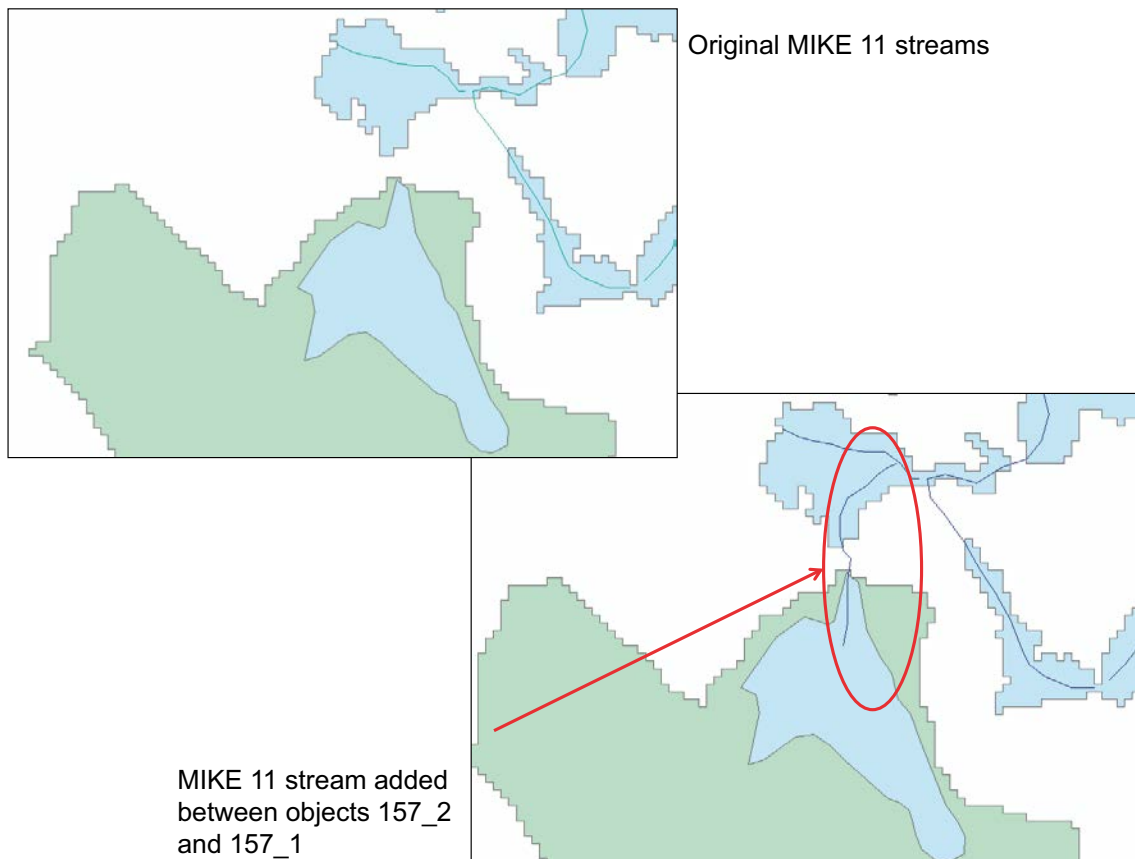 Original MIKE 11 streams
MIKE 11 stream added
between objects 157_2
and 157_1